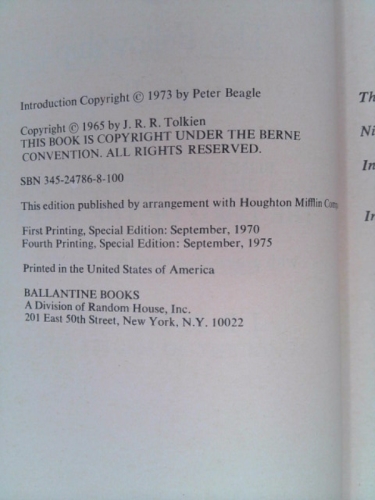 Introduction Copyright © 1973 by Peter Beagle
Copyright © 1965 by J. R. R. Tolkien
THIS BOOK IS COPYRIGHT UNDER THE BERNE
CONVENTION. ALL RIGHTS RESERVED.
SBN 345-24786-8-100
This edition published by arrangement with Houghton Mifflin Com
First Printing, Special Edition: September, 1970
Fourth Printing, Special Edition: September, 1975
Printed in the United States of America
BALLANTINE BOOKS
A Division of Random House, Inc.
201 East 50th Street, New York, N.Y. 10022
Th
Ni
In
In